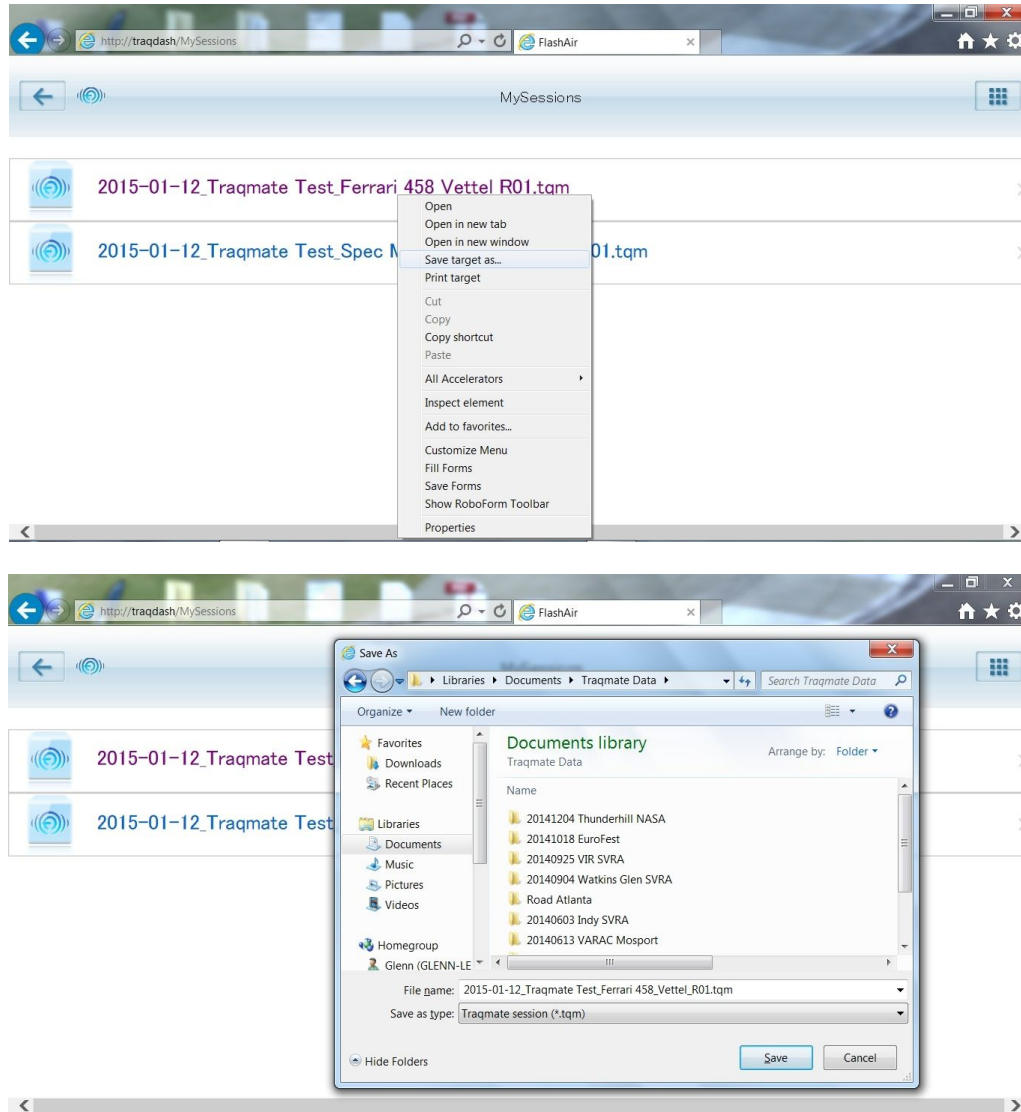 http://traqdash/MySessions
FlashAir
MySessions
2015-01-12_Traqmate Test_Ferrari 458 Vettel R01.tqm
2015-01-12_Traqmate Test_Spec M 01.tqm
Open
Open in new tab
Open in new window
Save target as...
Print target
Cut
Copy
Copy shortcut
Paste
All Accelerators
Inspect element
Add to favorites...
Customize Menu
Fill Forms
Save Forms
Show RoboForm Toolbar
Properties
http://traqdash/MySessions
FlashAir
2015-01-12_Traqmate Test
2015-01-12_Traqmate Test
Save As
Libraries Documents Traqmate Data
Search Traqmate Data
Organize New folder
Favorites
Downloads
Recent Places
Libraries
Documents
Music
Pictures
Videos
Homegroup
Glenn (GLENN-LE
Documents library
Traqmate Data
Arrange by: Folder
Name
20141204 Thunderhill NASA
20141018 EuroFest
20140925 VIR SVRA
20140904 Watkins Glen SVRA
Road Atlanta
20140603 Indy SVRA
20140613 VARAC Mosport
File name: 2015-01-12_Traqmate Test_Ferrari 458_Vettel_R01.tqm
Save as type: Traqmate session (*.tqm)
Hide Folders
Save
Cancel